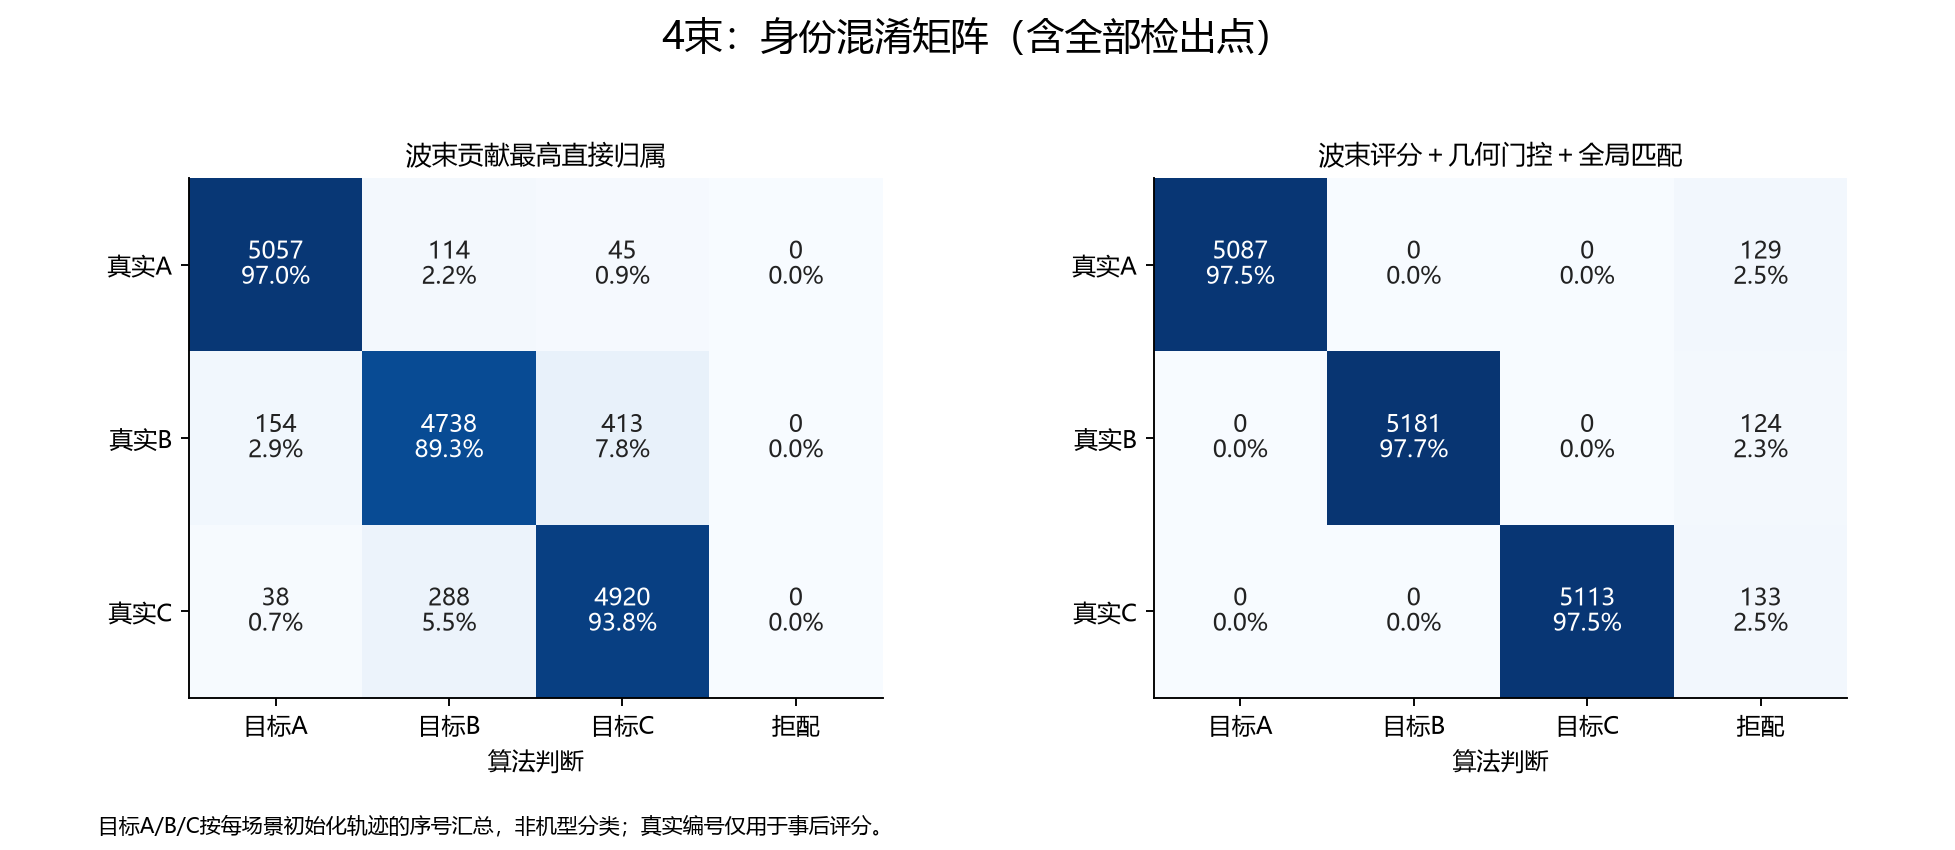 4束：身份混淆矩阵（含全部检出点）
波束贡献最高直接归属
真实A
5057
97.0%
114
2.2%
45
0.9%
0
0.0%
真实B
154
2.9%
4738
89.3%
413
7.8%
0
0.0%
真实C
38
0.7%
288
5.5%
4920
93.8%
0
0.0%
目标A
目标B
目标C
拒配
算法判断
波束评分＋几何门控＋全局匹配
真实A
5087
97.5%
0
0.0%
0
0.0%
129
2.5%
真实B
0
0.0%
5181
97.7%
0
0.0%
124
2.3%
真实C
0
0.0%
0
0.0%
5113
97.5%
133
2.5%
目标A
目标B
目标C
拒配
算法判断
目标A/B/C按每场景初始化轨迹的序号汇总，非机型分类；真实编号仅用于事后评分。